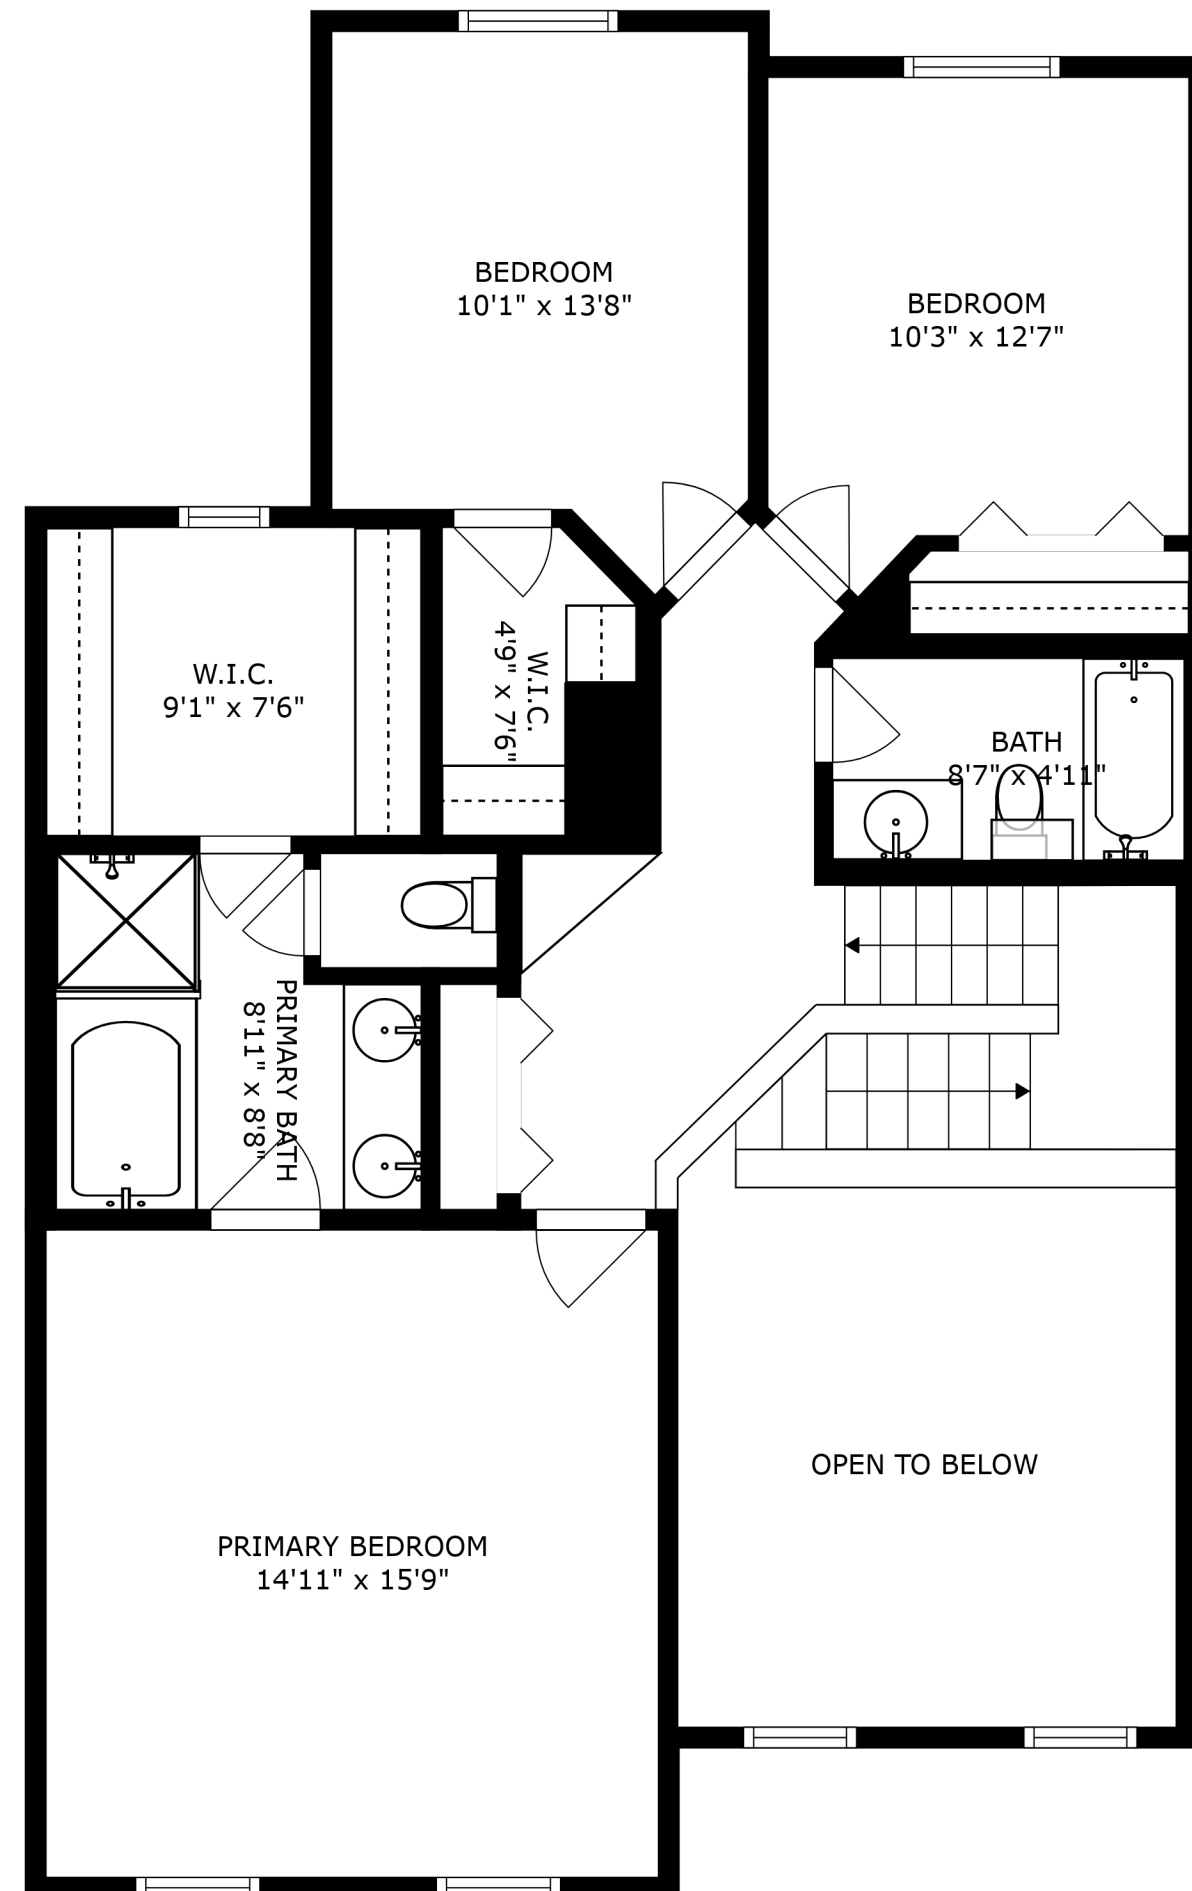 BEDROOM
10'1" x 13'8"
BEDROOM
10'3" x 12'7"
W.I.C.
9'1" x 7'6"
W.I.C.
4'9" x 7'6"
BATH
8'7" x 4'11"
PRIMARY BATH
8'11" x 8'8"
OPEN TO BELOW
PRIMARY BEDROOM
14'11" x 15'9"